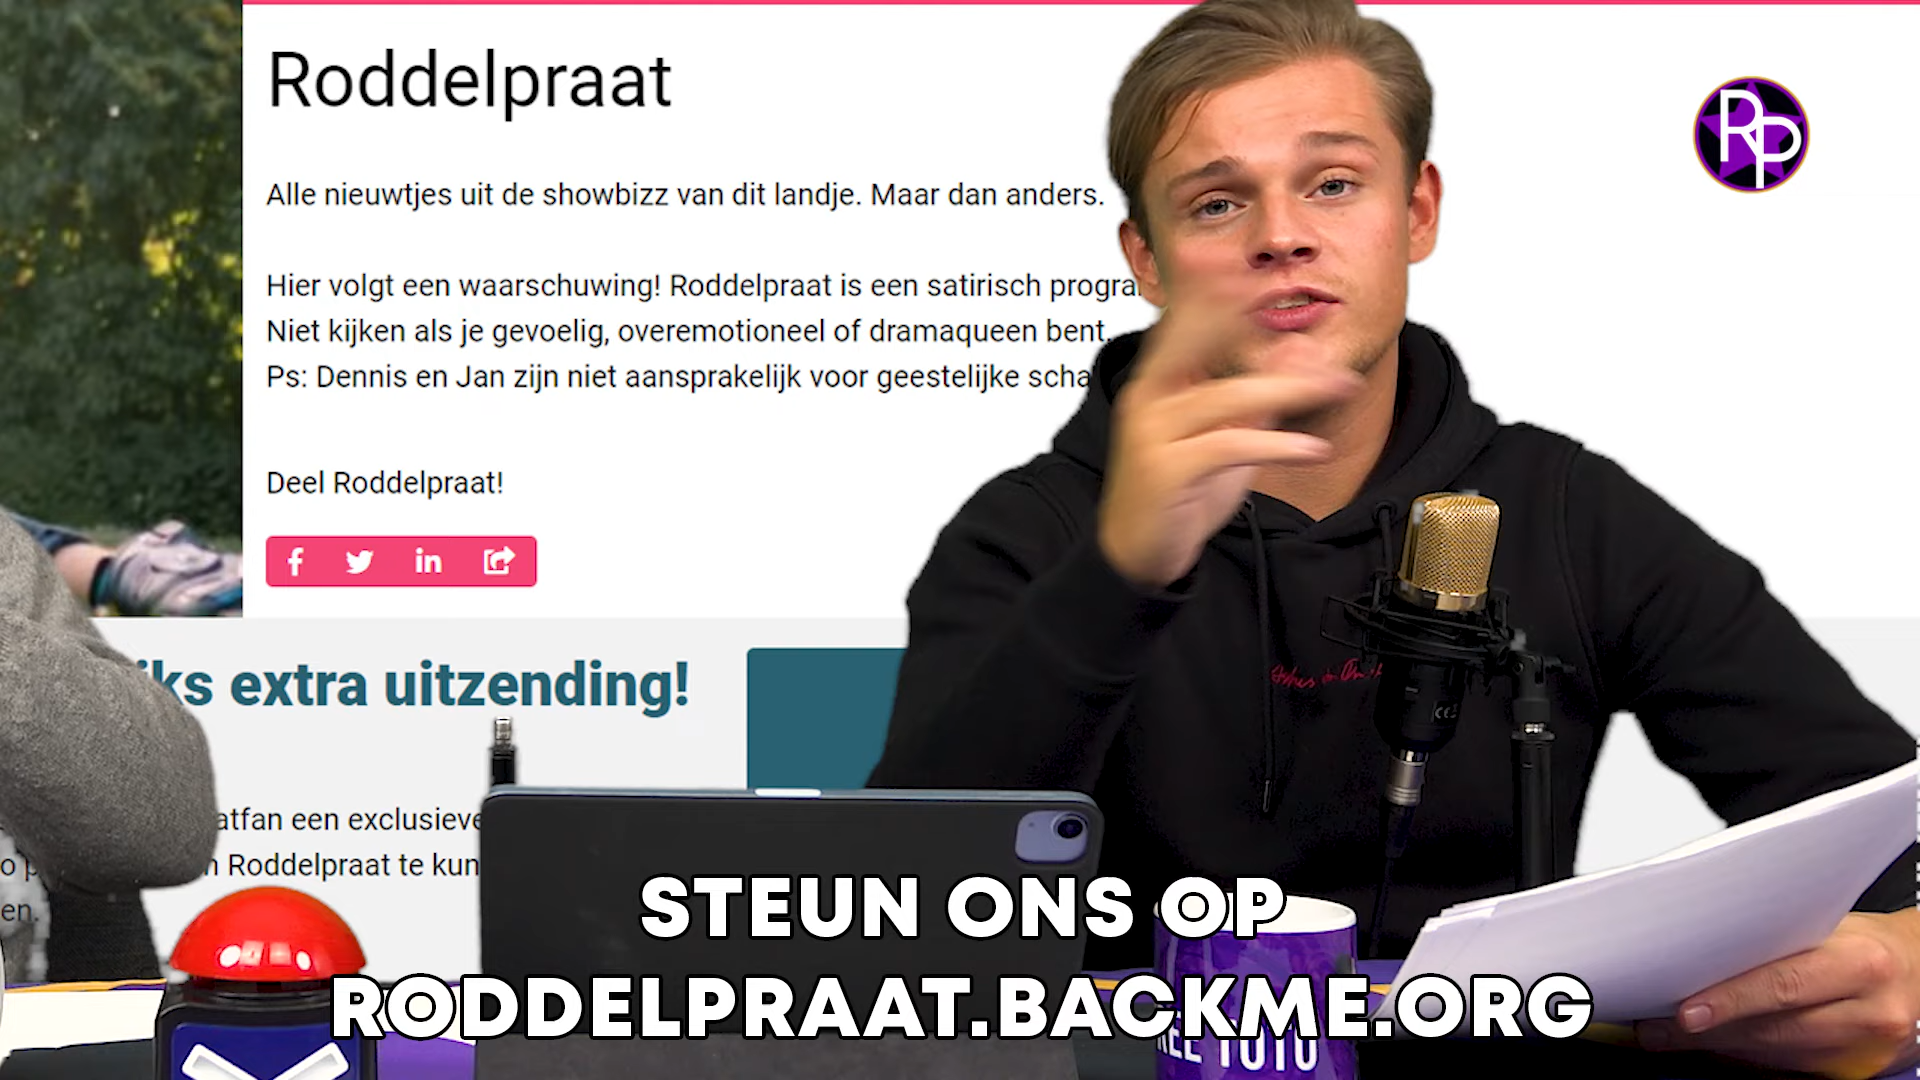 Roddelpraat
RP
Alle nieuwtjes uit de showbizz van dit landje. Maar dan anders.
Hier volgt een waarschuwing! Roddelpraat is een satirisch
Niet kijken als je gevoelig, overemotioneel of dramaqueen bent.
Ps: Dennis en Jan zijn niet aansprakelijk voor geestelijke
Deel Roddelpraat!
extra uitzending!
een exclusieve
Roddelpraat te
STEUN ONS OP
RODDELPRAAT.BACKME.ORG
TUTU